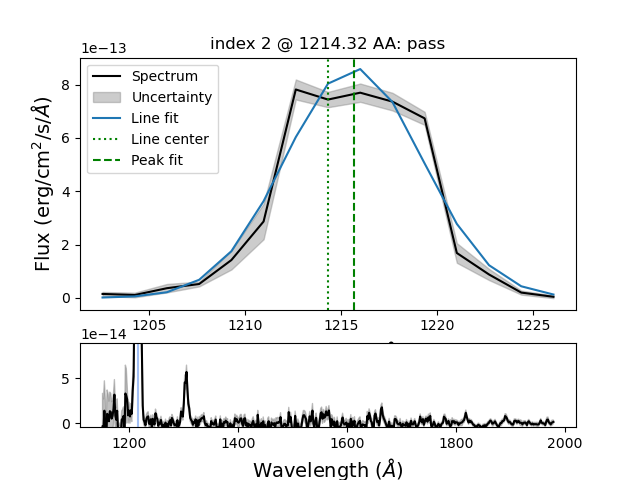 index 2 @ 1214.32 AA: pass
1e−13
Flux (erg/cm²/s/Å)
8
6
4
2
0
Spectrum
Uncertainty
Line fit
Line center
Peak fit
1205 1210 1215 1220 1225
1e−14
5
0
1200 1400 1600 1800 2000
Wavelength (Å)